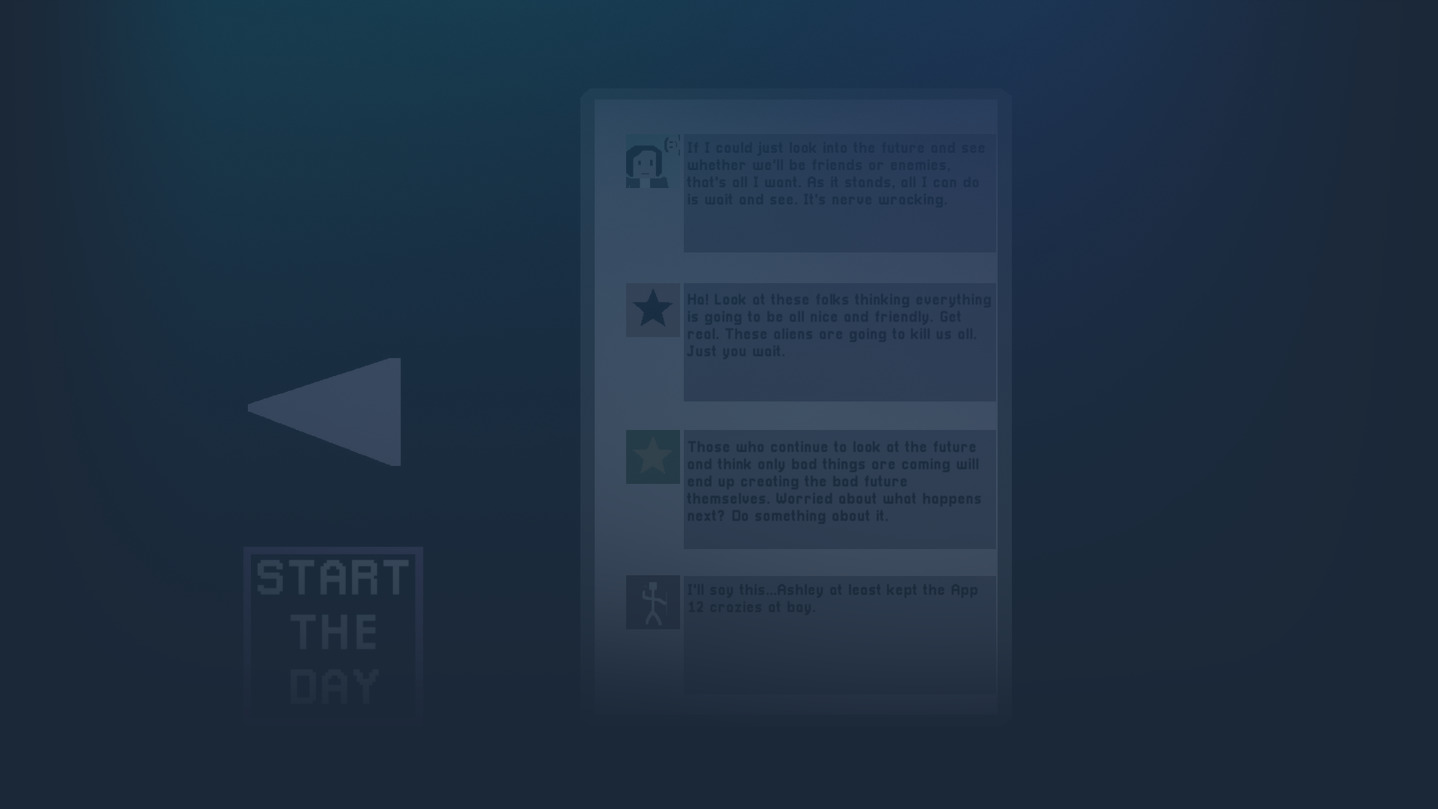 If I could just look into the future and see
whether we'll be friends or enemies,
that's all I want. As it stands, all I can do
is wait and see. It's nerve wracking.
Ha! Look at these folks thinking everything
is going to be all nice and friendly. Get
real. These aliens are going to kill us all.
Just you wait.
Those who continue to look at the future
and think only bad things are coming will
end up creating the bad future
themselves. Worried about what happens
next? Do something about it.
I'll say this...Ashley at least kept the App
12 crazies at bay.
START
THE
DAY